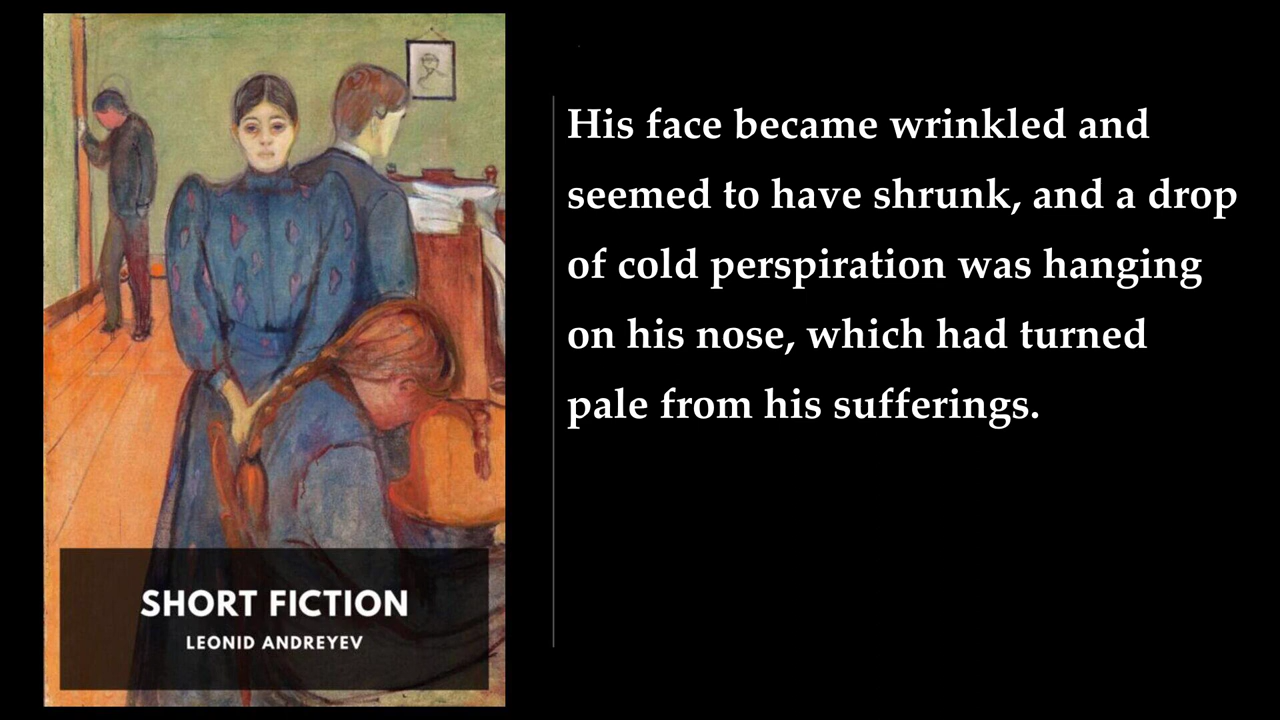 SHORT FICTION
LEONID ANDREYEV
His face became wrinkled and
seemed to have shrunk, and a drop
of cold perspiration was hanging
on his nose, which had turned
pale from his sufferings.